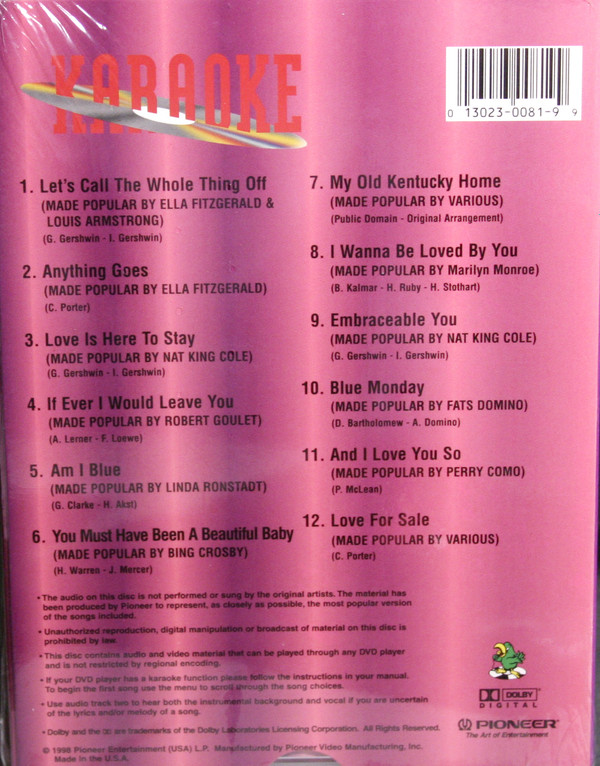 KARAOKE
0 13023-0081-9 9
1. Let's Call The Whole Thing Off
(MADE POPULAR BY ELLA FITZGERALD &
LOUIS ARMSTRONG)
(G. Gershwin - I. Gershwin)
2. Anything Goes
(MADE POPULAR BY ELLA FITZGERALD)
(C. Porter)
3. Love Is Here To Stay
(MADE POPULAR BY NAT KING COLE)
(G. Gershwin - I. Gershwin)
4. If Ever I Would Leave You
(MADE POPULAR BY ROBERT GOULET)
(A. Lerner - F. Loewe)
5. Am I Blue
(MADE POPULAR BY LINDA RONSTADT)
(G. Clarke - H. Akst)
6. You Must Have Been A Beautiful Baby
(MADE POPULAR BY BING CROSBY)
(H. Warren - J. Mercer)
7. My Old Kentucky Home
(MADE POPULAR BY VARIOUS)
(Public Domain - Original Arrangement)
8. I Wanna Be Loved By You
(MADE POPULAR BY Marilyn Monroe)
(B. Kalmar - H. Ruby - H. Stothart)
9. Embraceable You
(MADE POPULAR BY NAT KING COLE)
(G. Gershwin - I. Gershwin)
10. Blue Monday
(MADE POPULAR BY FATS DOMINO)
(D. Bartholomew - A. Domino)
11. And I Love You So
(MADE POPULAR BY PERRY COMO)
(P. McLean)
12. Love For Sale
(MADE POPULAR BY VARIOUS)
(C. Porter)
• The audio on this disc is not performed or sung by the original artists. The material has
been produced by Pioneer to represent, as closely as possible, the most popular version
of the songs included.
• Unauthorized reproduction, digital manipulation or broadcast of material on this disc is
prohibited by law.
• This disc contains audio and video material that can be played through any DVD player
and is not restricted by regional encoding.
• If your DVD player has a karaoke function please follow the instructions in your manual.
To begin the first song use the menu to scroll through the song choices.
• Use audio track two to hear both the instrumental background and vocal if you are uncertain
of the lyrics and/or melody of a song.
• Dolby and the DD are trademarks of the Dolby Laboratories Licensing Corporation. All Rights Reserved.
© 1998 Pioneer Entertainment (USA) L.P. Manufactured by Pioneer Video Manufacturing, Inc.
Made in the U.S.A.
DOLBY
DIGITAL
PIONEER
The Art of Entertainment